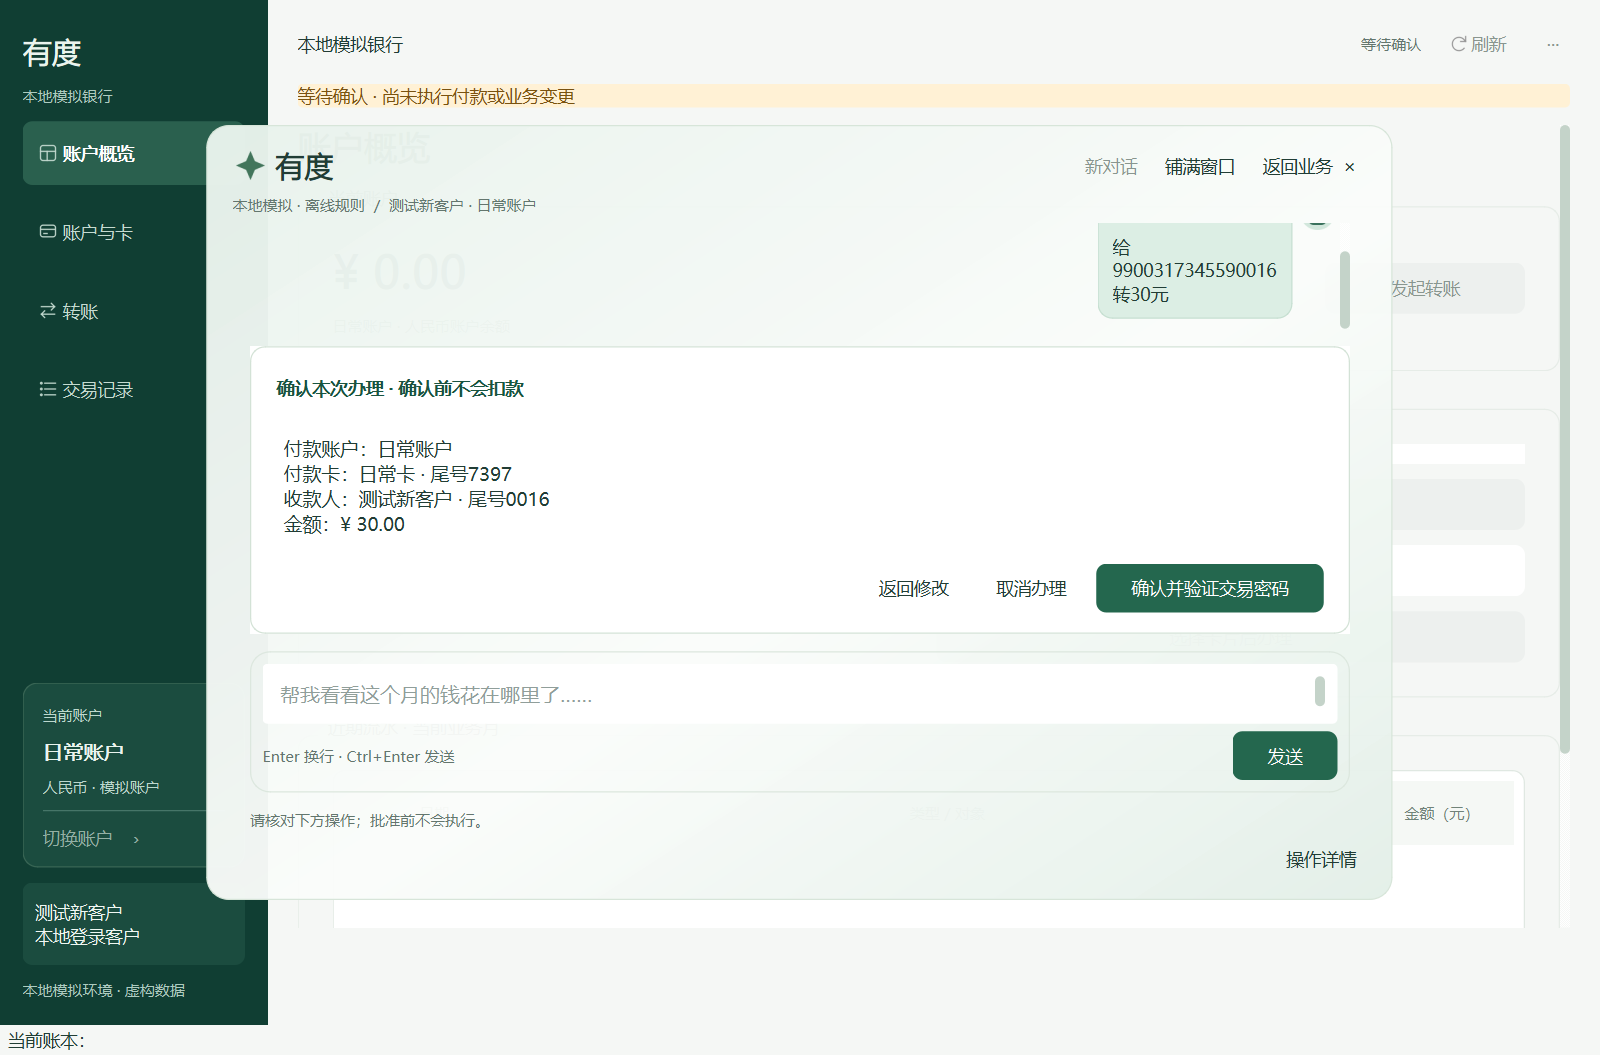 有度
本地模拟银行
账户概览
账户与卡
转账
交易记录
当前账户
日常账户
人民币 · 模拟账户
切换账户 ›
测试新客户
本地登录客户
本地模拟环境 · 虚构数据
当前账本：
本地模拟银行
等待确认
刷新
...
等待确认 · 尚未执行付款或业务变更
账户概览
¥ 0.00
发起转账
金额（元）
有度
新对话
铺满窗口
返回业务 ×
本地模拟 · 离线规则 / 测试新客户 · 日常账户
给
9900317345590016
转30元
确认本次办理 · 确认前不会扣款
付款账户：日常账户
付款卡：日常卡 · 尾号7397
收款人：测试新客户 · 尾号0016
金额：¥ 30.00
返回修改
取消办理
确认并验证交易密码
帮我看看这个月的钱花在哪里了......
Enter 换行 · Ctrl+Enter 发送
发送
请核对下方操作；批准前不会执行。
操作详情